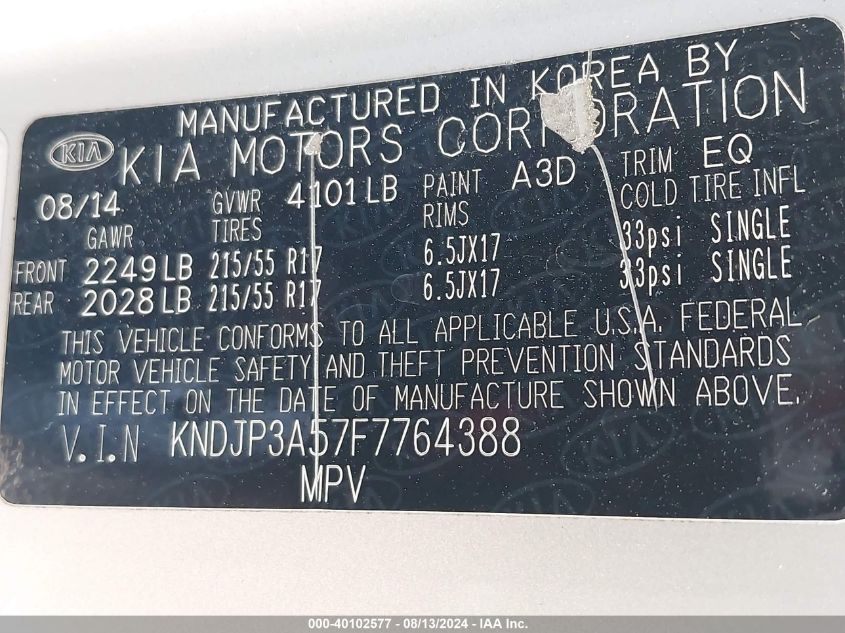 MANUFACTURED IN KOREA BY
KIA KIA MOTORS CORPORATION
08/14 GVWR 4101LB PAINT A3D TRIM EQ
GAWR TIRES RIMS COLD TIRE INFL
FRONT 2249LB 215/55 R17 6.5JX17 33psi SINGLE
REAR 2028LB 215/55 R17 6.5JX17 33psi SINGLE
THIS VEHICLE CONFORMS TO ALL APPLICABLE U.S.A. FEDERAL
MOTOR VEHICLE SAFETY AND THEFT PREVENTION STANDARDS
IN EFFECT ON THE DATE OF MANUFACTURE SHOWN ABOVE.
V.I.N KNDJP3A57F7764388
MPV
000-40102577 - 08/13/2024 - IAA Inc.